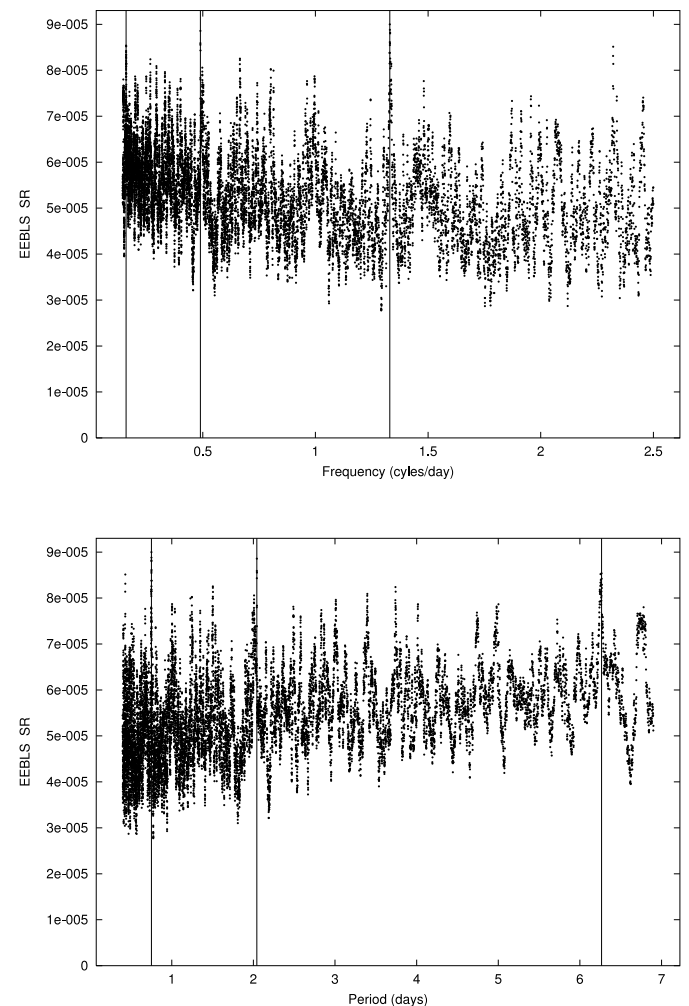 9e-005
8e-005
7e-005
6e-005
5e-005
4e-005
3e-005
2e-005
1e-005
0
EEBLS SR
0.5 1 1.5 2 2.5
Frequency (cyles/day)
9e-005
8e-005
7e-005
6e-005
5e-005
4e-005
3e-005
2e-005
1e-005
0
EEBLS SR
1 2 3 4 5 6 7
Period (days)